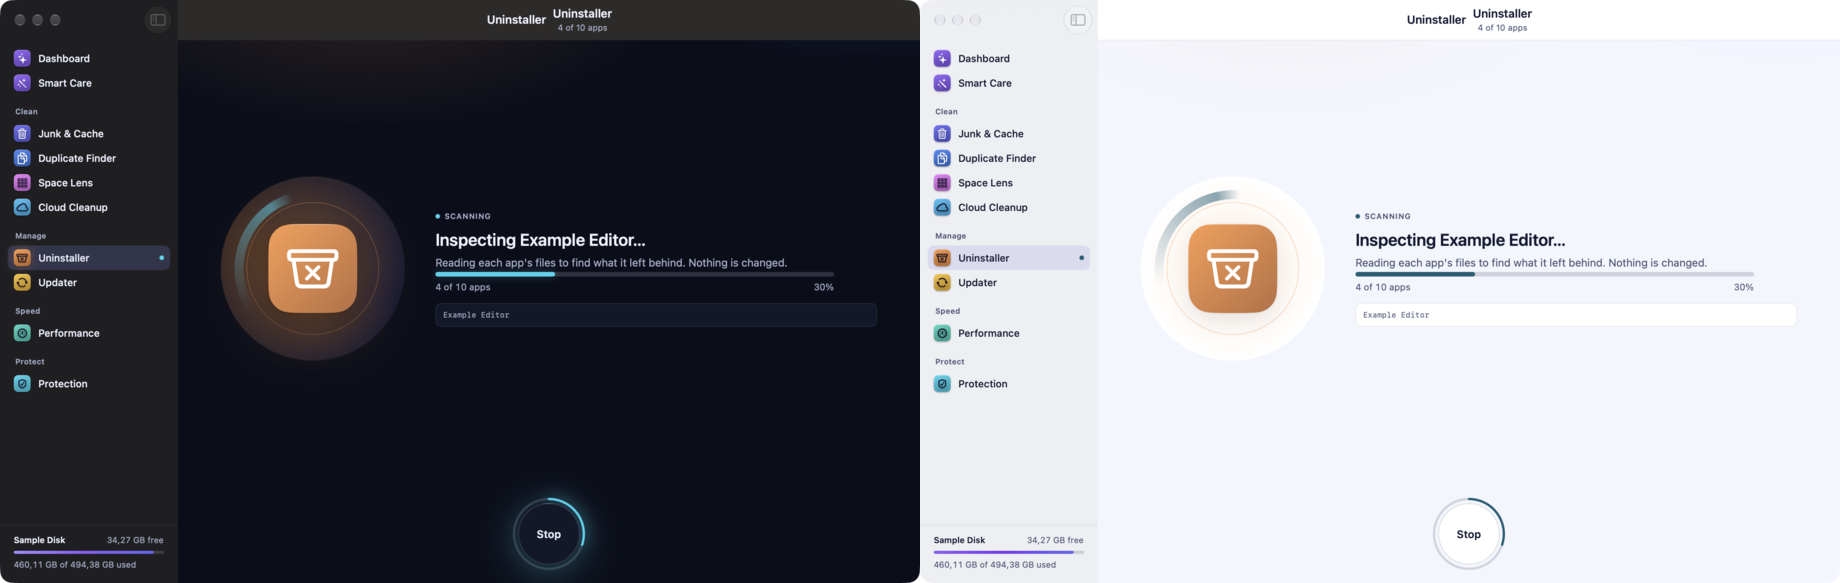 Uninstaller
Uninstaller
4 of 10 apps
Dashboard
Smart Care
Clean
Junk & Cache
Duplicate Finder
Space Lens
Cloud Cleanup
Manage
Uninstaller
Updater
Speed
Performance
Protect
Protection
Sample Disk 34,27 GB free
460,11 GB of 494,38 GB used
SCANNING
Inspecting Example Editor...
Reading each app's files to find what it left behind. Nothing is changed.
4 of 10 apps 30%
Example Editor
Stop
Uninstaller
Uninstaller
4 of 10 apps
Dashboard
Smart Care
Clean
Junk & Cache
Duplicate Finder
Space Lens
Cloud Cleanup
Manage
Uninstaller
Updater
Speed
Performance
Protect
Protection
Sample Disk 34,27 GB free
460,11 GB of 494,38 GB used
SCANNING
Inspecting Example Editor...
Reading each app's files to find what it left behind. Nothing is changed.
4 of 10 apps 30%
Example Editor
Stop